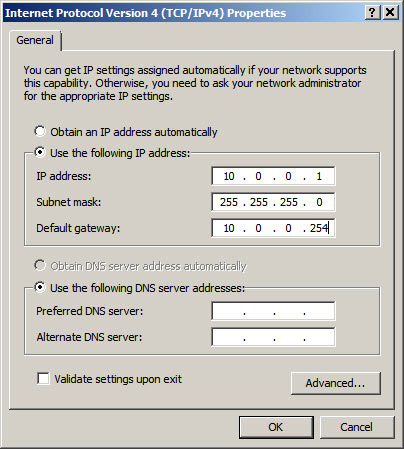 Internet Protocol Version 4 (TCP/IPv4) Properties
General
You can get IP settings assigned automatically if your network supports
this capability. Otherwise, you need to ask your network administrator
for the appropriate IP settings.
Obtain an IP address automatically
Use the following IP address:
IP address: 10 . 0 . 0 . 1
Subnet mask: 255 . 255 . 255 . 0
Default gateway: 10 . 0 . 0 . 254
Obtain DNS server address automatically
Use the following DNS server addresses:
Preferred DNS server: . . .
Alternate DNS server: . . .
Validate settings upon exit
Advanced...
OK Cancel